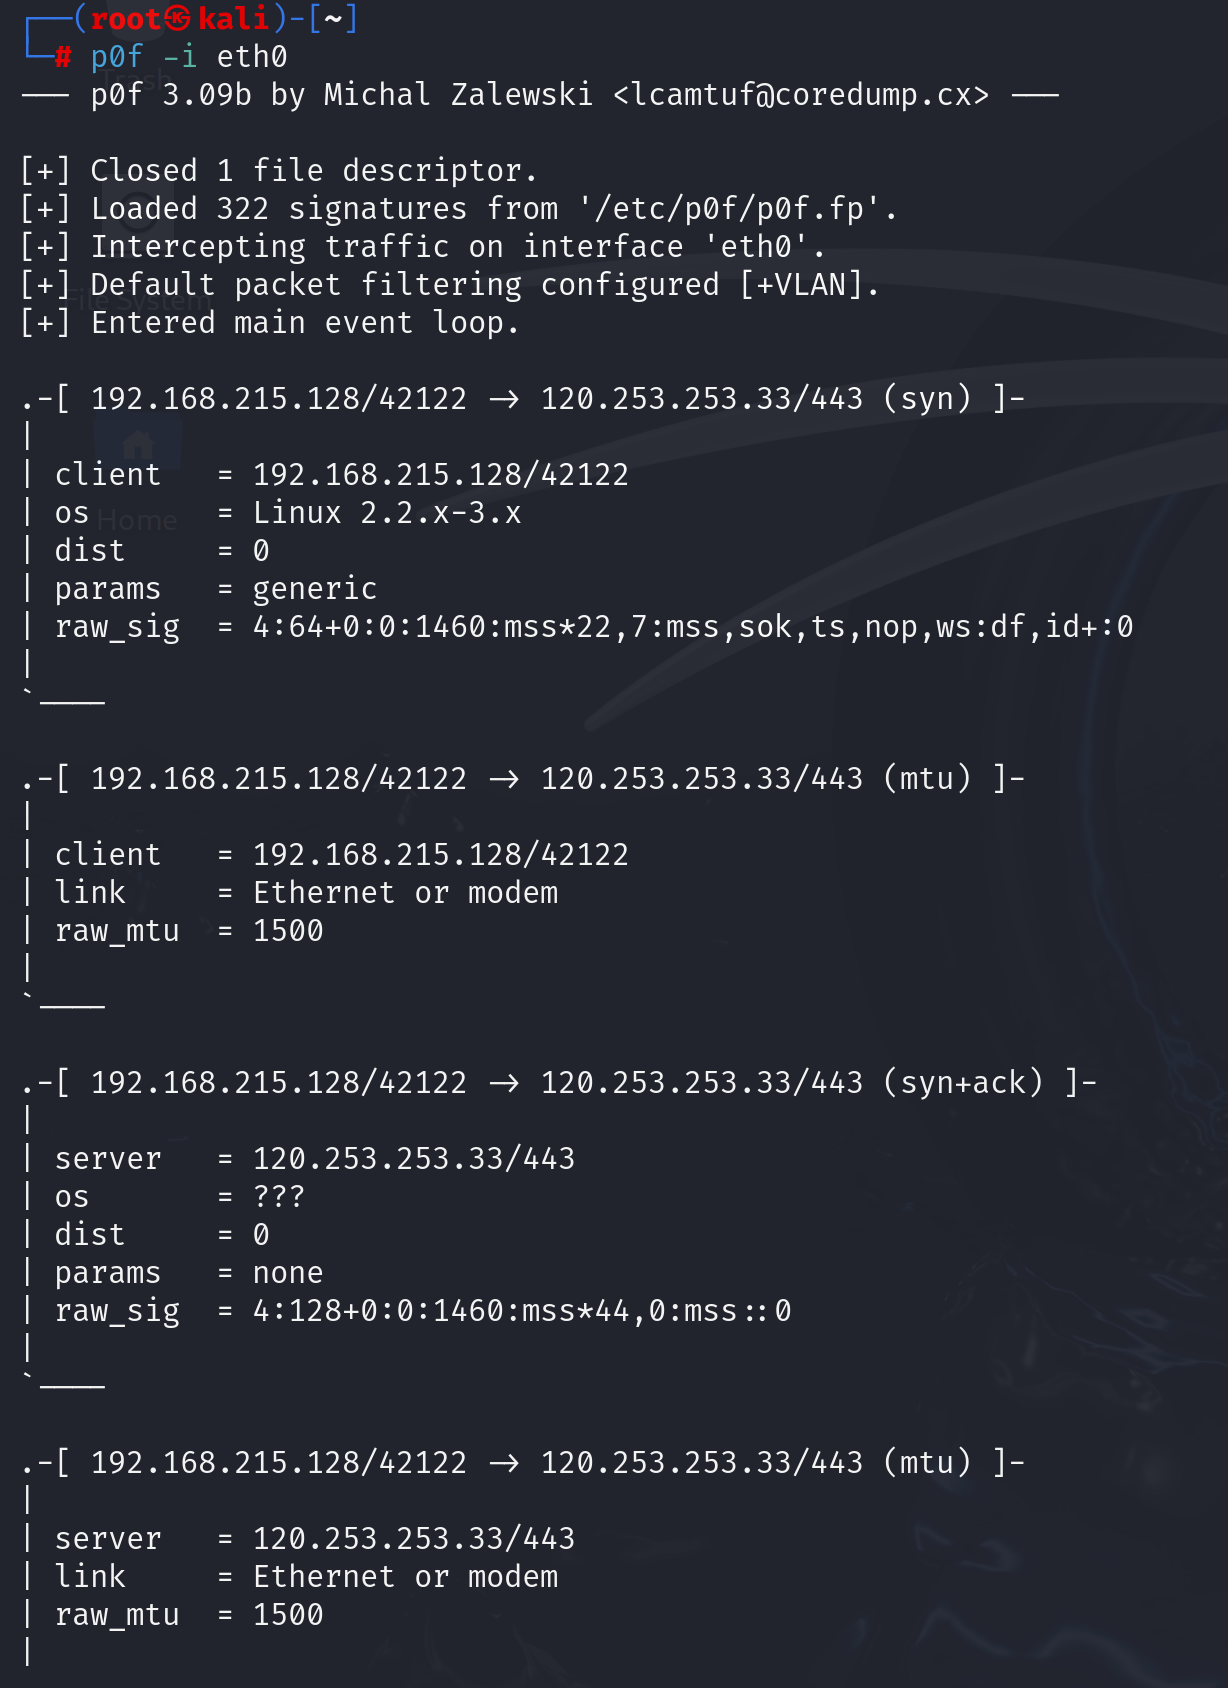 ┌──(root㉿kali)-[~]
└─# p0f -i eth0
Trash
─── p0f 3.09b by Michal Zalewski <lcamtuf@coredump.cx> ───
[+] Closed 1 file descriptor.
[+] Loaded 322 signatures from '/etc/p0f/p0f.fp'.
[+] Intercepting traffic on interface 'eth0'.
[+] Default packet filtering configured [+VLAN].
File System
[+] Entered main event loop.
.-[ 192.168.215.128/42122 → 120.253.253.33/443 (syn) ]-
|
| client   = 192.168.215.128/42122
| os       = Linux 2.2.x-3.x
Home
| dist     = 0
| params   = generic
| raw_sig  = 4:64+0:0:1460:mss*22,7:mss,sok,ts,nop,ws:df,id+:0
|
`────
.-[ 192.168.215.128/42122 → 120.253.253.33/443 (mtu) ]-
|
| client   = 192.168.215.128/42122
| link     = Ethernet or modem
| raw_mtu  = 1500
|
`────
.-[ 192.168.215.128/42122 → 120.253.253.33/443 (syn+ack) ]-
|
| server   = 120.253.253.33/443
| os       = ???
| dist     = 0
| params   = none
| raw_sig  = 4:128+0:0:1460:mss*44,0:mss::0
|
`────
.-[ 192.168.215.128/42122 → 120.253.253.33/443 (mtu) ]-
|
| server   = 120.253.253.33/443
| link     = Ethernet or modem
| raw_mtu  = 1500
|